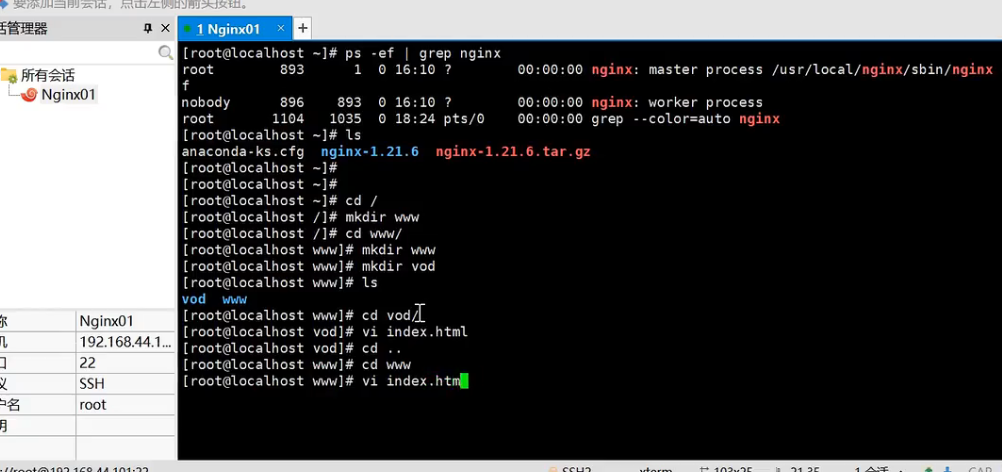 要添加当前会话，点击左侧的箭头按钮。
话管理器
1 Nginx01
所有会话
Nginx01
[root@localhost ~]# ps -ef | grep nginx
root 893 1 0 16:10 ? 00:00:00 nginx: master process /usr/local/nginx/sbin/nginx
f
nobody 896 893 0 16:10 ? 00:00:00 nginx: worker process
root 1104 1035 0 18:24 pts/0 00:00:00 grep --color=auto nginx
[root@localhost ~]# ls
anaconda-ks.cfg nginx-1.21.6 nginx-1.21.6.tar.gz
[root@localhost ~]#
[root@localhost ~]#
[root@localhost ~]# cd /
[root@localhost /]# mkdir www
[root@localhost /]# cd www/
[root@localhost www]# mkdir www
[root@localhost www]# mkdir vod
[root@localhost www]# ls
vod www
[root@localhost www]# cd vod/
[root@localhost vod]# vi index.html
[root@localhost vod]# cd ..
[root@localhost www]# cd www
[root@localhost www]# vi index.htm
称 Nginx01
机 192.168.44.1...
口 22
议 SSH
户名 root
明
://root@192.168.44.101:22
SSH2
xterm
103x25
21,35
1 会话
CAP